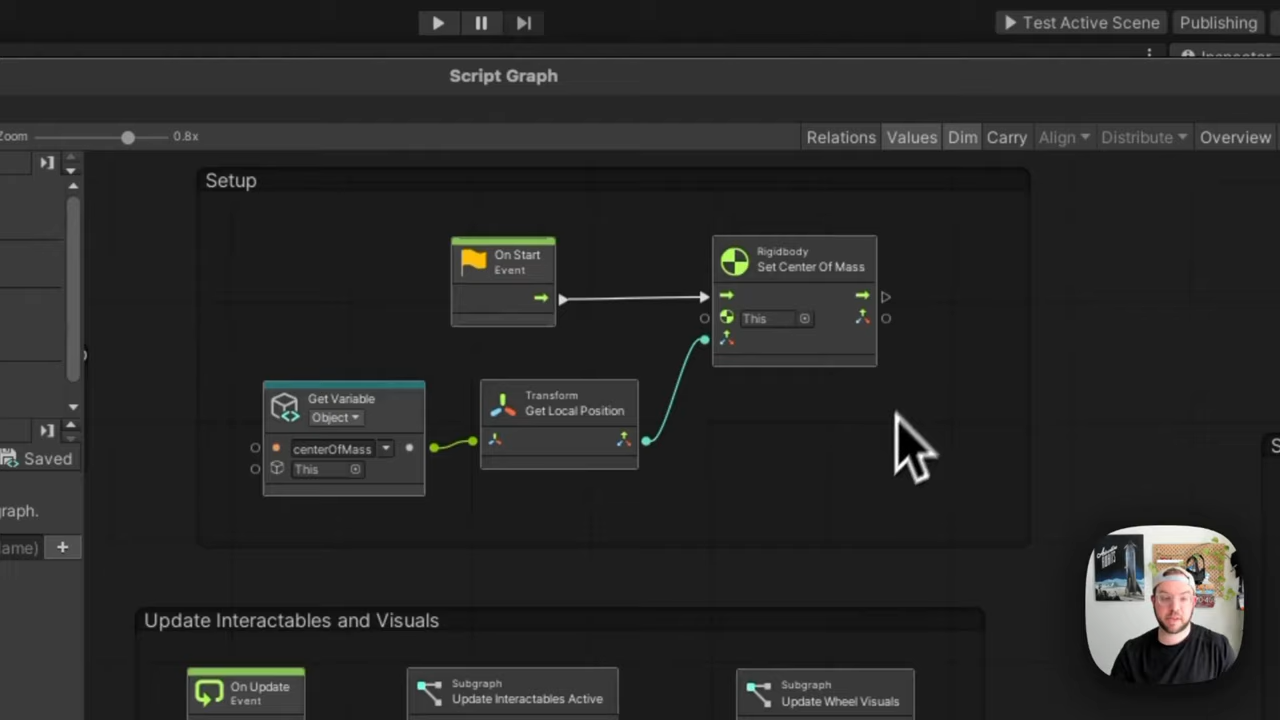 Test Active Scene
Publishing
Inspector
Script Graph
Zoom
0.8x
Relations
Values
Dim
Carry
Align
Distribute
Overview
Setup
On Start
Event
Rigidbody
Set Center Of Mass
This
Get Variable
Object
centerOfMass
This
Transform
Get Local Position
Saved
graph.
Update Interactables and Visuals
On Update
Event
Subgraph
Update Interactables Active
Subgraph
Update Wheel Visuals